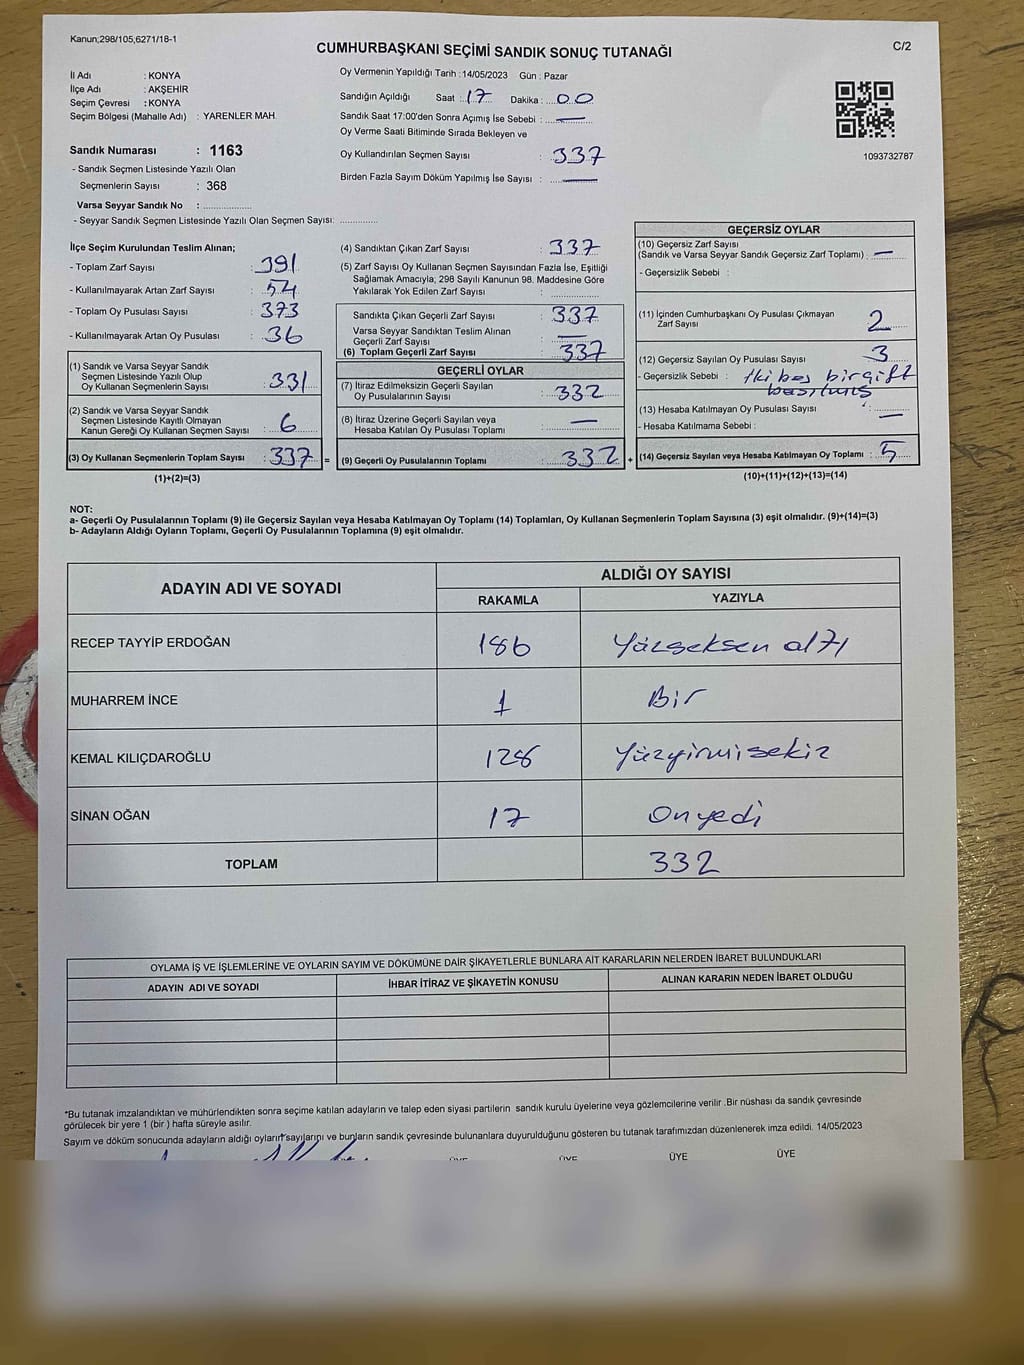 Kanun;298/105,6271/18-1
CUMHURBAŞKANI SEÇİMİ SANDIK SONUÇ TUTANAĞI
C/2
İl Adı : KONYA
İlçe Adı : AKŞEHİR
Seçim Çevresi : KONYA
Seçim Bölgesi (Mahalle Adı) : YARENLER MAH.
Sandık Numarası : 1163
- Sandık Seçmen Listesinde Yazılı Olan
Seçmenlerin Sayısı : 368
Varsa Seyyar Sandık No :
- Seyyar Sandık Seçmen Listesinde Yazılı Olan Seçmen Sayısı:
Oy Vermenin Yapıldığı Tarih : 14/05/2023 Gün : Pazar
Sandığın Açıldığı Saat : 17 Dakika : 00
Sandık Saat 17:00'den Sonra Açımış İse Sebebi : —
Oy Verme Saati Bitiminde Sırada Bekleyen ve
Oy Kullandırılan Seçmen Sayısı : 337
Birden Fazla Sayım Döküm Yapılmış İse Sayısı : —
1093732787
İlçe Seçim Kurulundan Teslim Alınan;
- Toplam Zarf Sayısı : 391
- Kullanılmayarak Artan Zarf Sayısı : 54
- Toplam Oy Pusulası Sayısı : 373
- Kullanılmayarak Artan Oy Pusulası : 36
(1) Sandık ve Varsa Seyyar Sandık
Seçmen Listesinde Yazılı Olup
Oy Kullanan Seçmenlerin Sayısı : 331
(2) Sandık ve Varsa Seyyar Sandık
Seçmen Listesinde Kayıtlı Olmayan
Kanun Gereği Oy Kullanan Seçmen Sayısı : 6
(3) Oy Kullanan Seçmenlerin Toplam Sayısı : 337 =
(1)+(2)=(3)
(4) Sandıktan Çıkan Zarf Sayısı : 337
(5) Zarf Sayısı Oy Kullanan Seçmen Sayısından Fazla İse, Eşitliği
Sağlamak Amacıyla; 298 Sayılı Kanunun 98. Maddesine Göre
Yakılarak Yok Edilen Zarf Sayısı :
Sandıkta Çıkan Geçerli Zarf Sayısı : 337
Varsa Seyyar Sandıktan Teslim Alınan
Geçerli Zarf Sayısı : —
(6) Toplam Geçerli Zarf Sayısı : 337
GEÇERLİ OYLAR
(7) İtiraz Edilmeksizin Geçerli Sayılan
Oy Pusulalarının Sayısı : 332
(8) İtiraz Üzerine Geçerli Sayılan veya
Hesaba Katılan Oy Pusulası Toplamı : —
(9) Geçerli Oy Pusulalarının Toplamı : 332 +
GEÇERSİZ OYLAR
(10) Geçersiz Zarf Sayısı
(Sandık ve Varsa Seyyar Sandık Geçersiz Zarf Toplamı) : —
- Geçersizlik Sebebi :
(11) İçinden Cumhurbaşkanı Oy Pusulası Çıkmayan
Zarf Sayısı : 2
(12) Geçersiz Sayılan Oy Pusulası Sayısı : 3
- Geçersizlik Sebebi : İki boş bir çift
basılmış
(13) Hesaba Katılmayan Oy Pusulası Sayısı : —
- Hesaba Katılmama Sebebi :
(14) Geçersiz Sayılan veya Hesaba Katılmayan Oy Toplamı : 5
(10)+(11)+(12)+(13)=(14)
NOT:
a- Geçerli Oy Pusulalarının Toplamı (9) ile Geçersiz Sayılan veya Hesaba Katılmayan Oy Toplamı (14) Toplamları, Oy Kullanan Seçmenlerin Toplam Sayısına (3) eşit olmalıdır. (9)+(14)=(3)
b- Adayların Aldığı Oyların Toplamı, Geçerli Oy Pusulalarının Toplamına (9) eşit olmalıdır.
ADAYIN ADI VE SOYADI
ALDIĞI OY SAYISI
RAKAMLA YAZIYLA
RECEP TAYYİP ERDOĞAN 186 Yüzseksen altı
MUHARREM İNCE 1 Bir
KEMAL KILIÇDAROĞLU 128 Yüzyirmisekiz
SİNAN OĞAN 17 Onyedi
TOPLAM 332
OYLAMA İŞ VE İŞLEMLERİNE VE OYLARIN SAYIM VE DÖKÜMÜNE DAİR ŞİKAYETLERLE BUNLARA AİT KARARLARIN NELERDEN İBARET BULUNDUKLARI
ADAYIN ADI VE SOYADI İHBAR İTİRAZ VE ŞİKAYETİN KONUSU ALINAN KARARIN NEDEN İBARET OLDUĞU
*Bu tutanak imzalandıktan ve mühürlendikten sonra seçime katılan adayların ve talep eden siyasi partilerin sandık kurulu üyelerine veya gözlemcilerine verilir .Bir nüshası da sandık çevresinde
görülecek bir yere 1 (bir ) hafta süreyle asılır.
Sayım ve döküm sonucunda adayların aldığı oyların sayılarını ve bunların sandık çevresinde bulunanlara duyurulduğunu gösteren bu tutanak tarafımızdan düzenlenerek imza edildi. 14/05/2023
ÜYE ÜYE ÜYE ÜYE